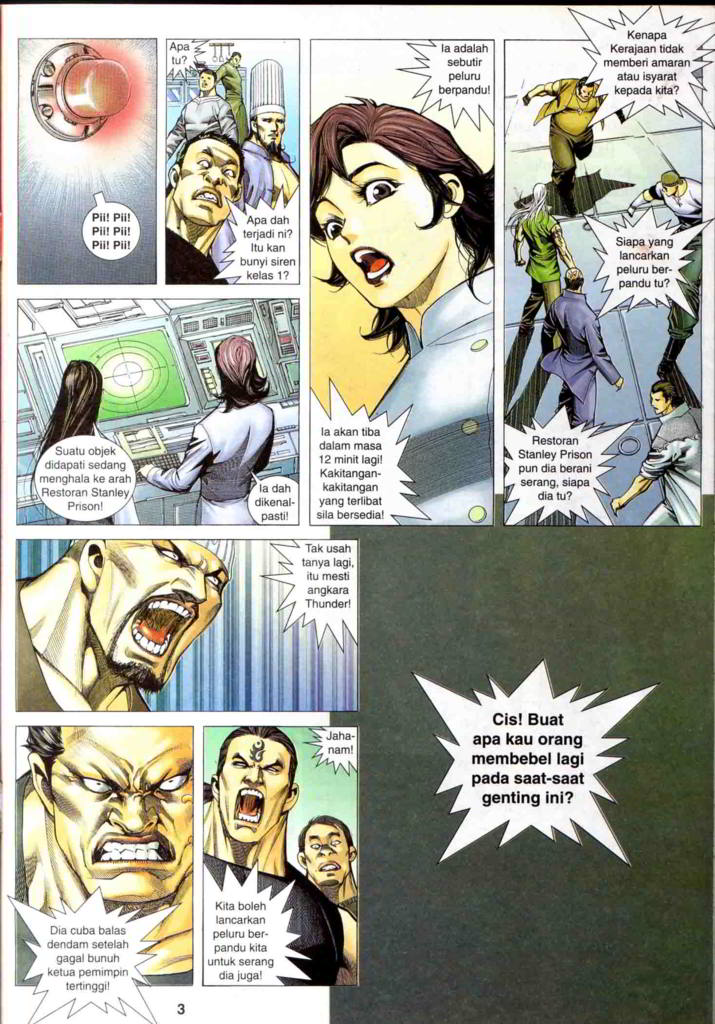 Pii! Pii!
Pii! Pii!
Pii! Pii!
Apa
tu?
Apa dah
terjadi ni?
Itu kan
bunyi siren
kelas 1?
Suatu objek
didapati sedang
menghala ke arah
Restoran Stanley
Prison!
Ia dah
dikenal-
pasti!
Ia adalah
sebutir
peluru
berpandu!
Ia akan tiba
dalam masa
12 minit lagi!
Kakitangan-
kakitangan
yang terlibat
sila bersedia!
Kenapa
Kerajaan tidak
memberi amaran
atau isyarat
kepada kita?
Siapa yang
lancarkan
peluru ber-
pandu tu?
Restoran
Stanley Prison
pun dia berani
serang, siapa
dia tu?
Tak usah
tanya lagi,
itu mesti
angkara
Thunder!
Dia cuba balas
dendam setelah
gagal bunuh
ketua pemimpin
tertinggi!
Jaha-
nam!
Kita boleh
lancarkan
peluru ber-
pandu kita
untuk serang
dia juga!
Cis! Buat
apa kau orang
membebel lagi
pada saat-saat
genting ini?
3